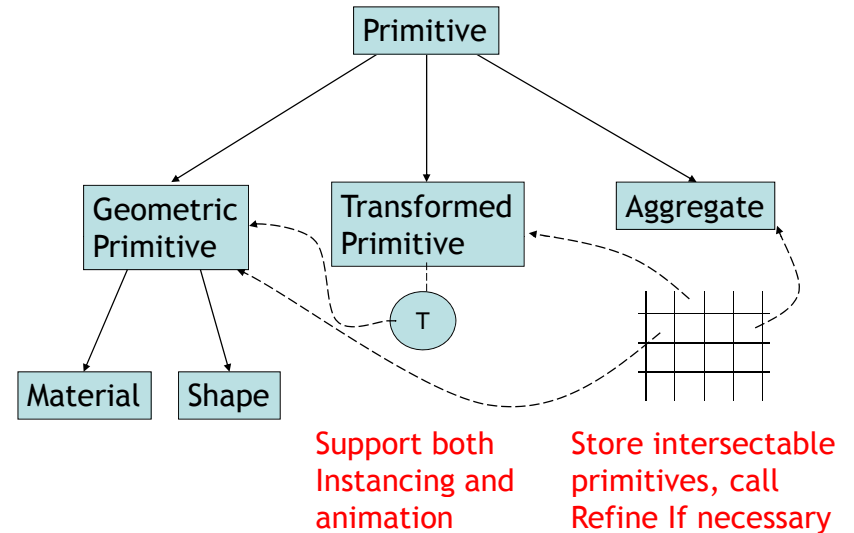 Primitive
Geometric
Primitive
Transformed
Primitive
Aggregate
T
Material
Shape
Support both
Instancing and
animation
Store intersectable
primitives, call
Refine If necessary